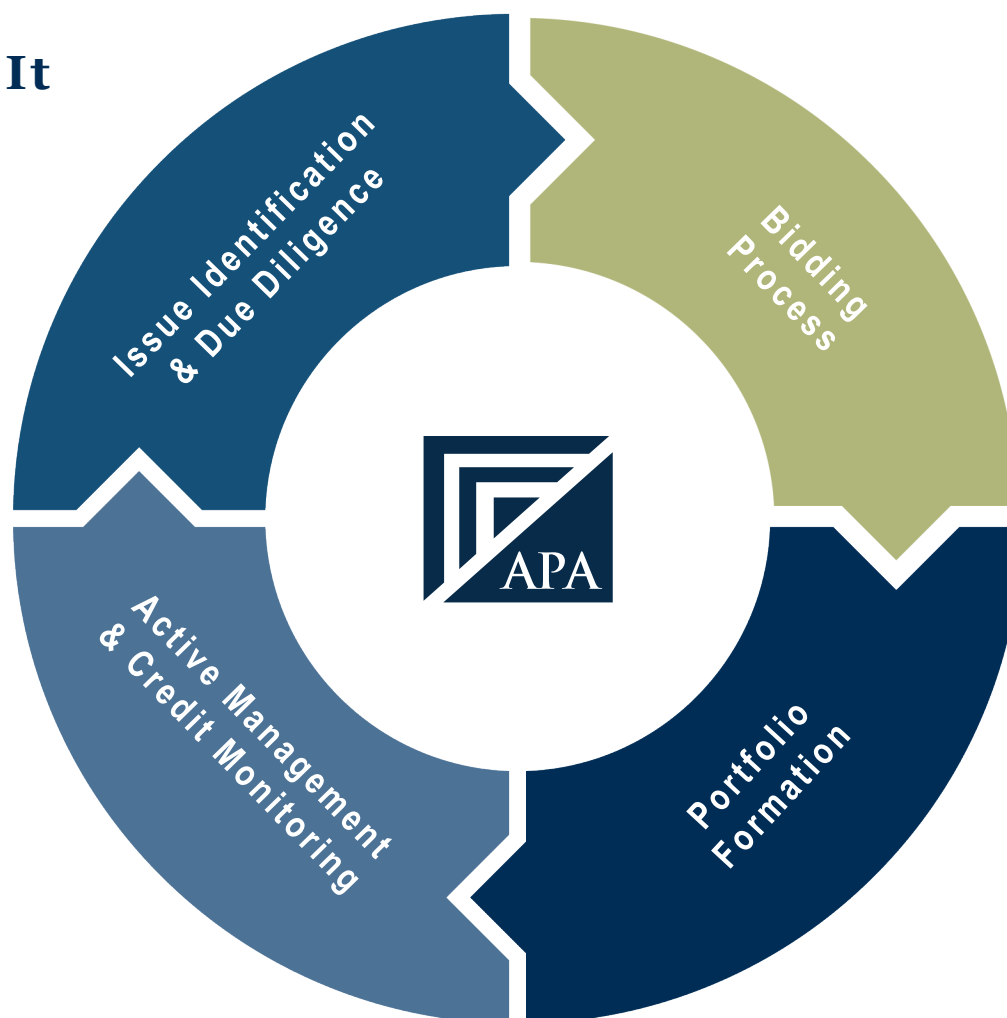 It
Issue Identification
& Due Diligence
Bidding
Process
APA
Active Management
& Credit Monitoring
Portfolio
Formation